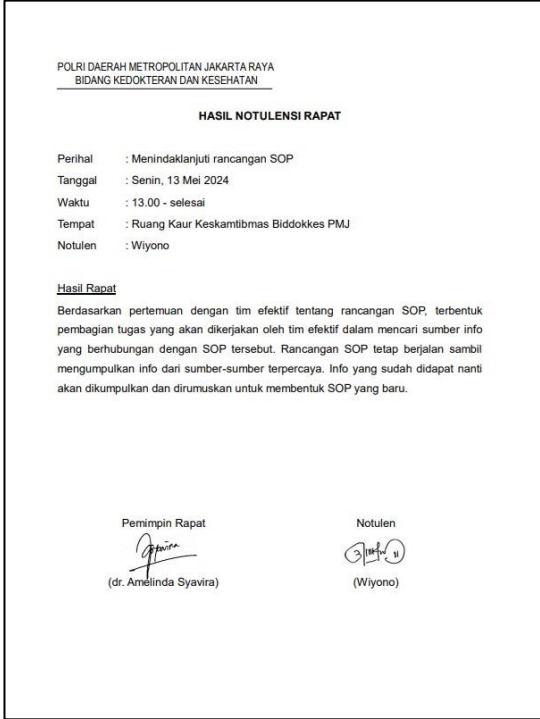 POLRI DAERAH METROPOLITAN JAKARTA RAYA
BIDANG KEDOKTERAN DAN KESEHATAN
HASIL NOTULENSI RAPAT
Perihal : Menindaklanjuti rancangan SOP
Tanggal : Senin, 13 Mei 2024
Waktu : 13.00 - selesai
Tempat : Ruang Kaur Keskamtibmas Biddokkes PMJ
Notulen : Wiyono
Hasil Rapat
Berdasarkan pertemuan dengan tim efektif tentang rancangan SOP, terbentuk
pembagian tugas yang akan dikerjakan oleh tim efektif dalam mencari sumber info
yang berhubungan dengan SOP tersebut. Rancangan SOP tetap berjalan sambil
mengumpulkan info dari sumber-sumber terpercaya. Info yang sudah didapat nanti
akan dikumpulkan dan dirumuskan untuk membentuk SOP yang baru.
Pemimpin Rapat Notulen
(dr. Amelinda Syavira) (Wiyono)